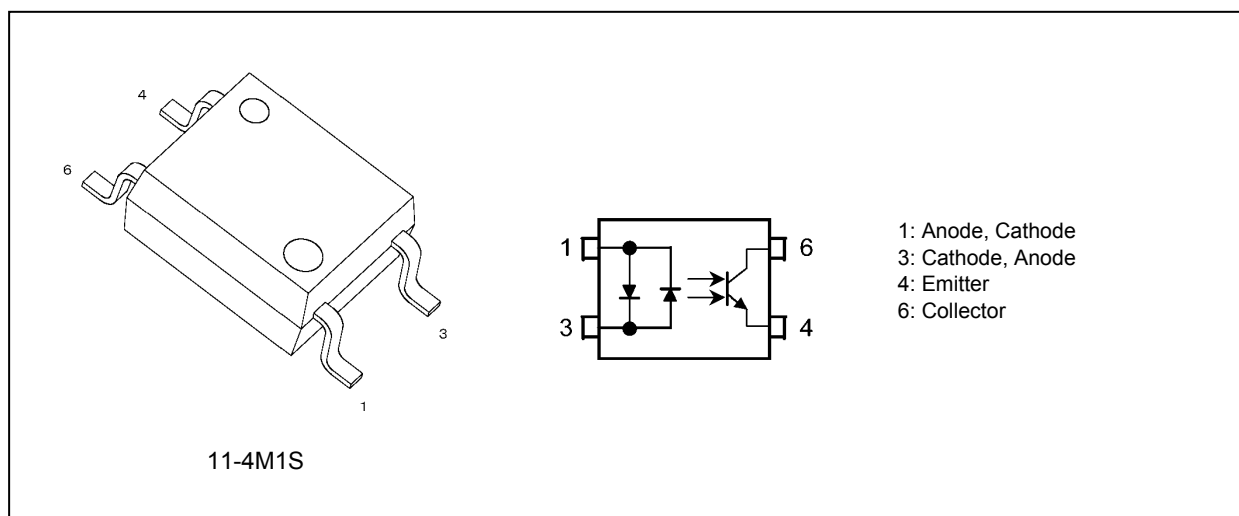 4
6
3
1
11-4M1S
1 6
3 4
1: Anode, Cathode
3: Cathode, Anode
4: Emitter
6: Collector